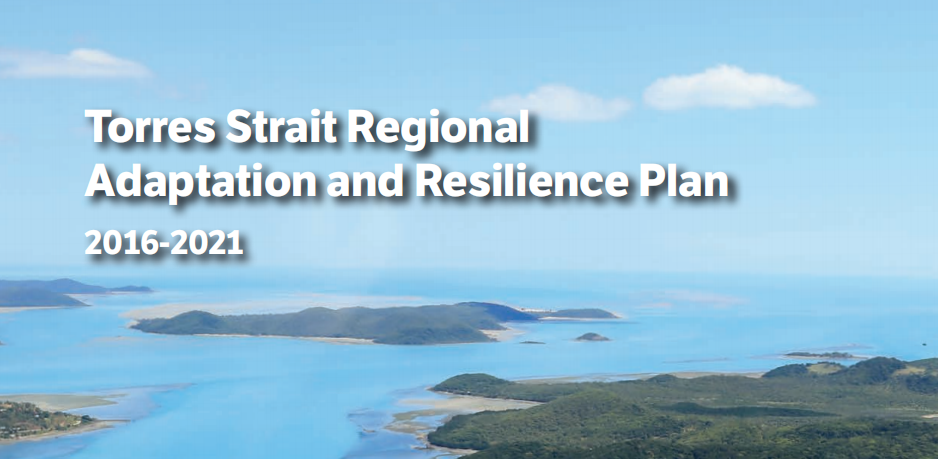 Torres Strait Regional
Adaptation and Resilience Plan
2016-2021